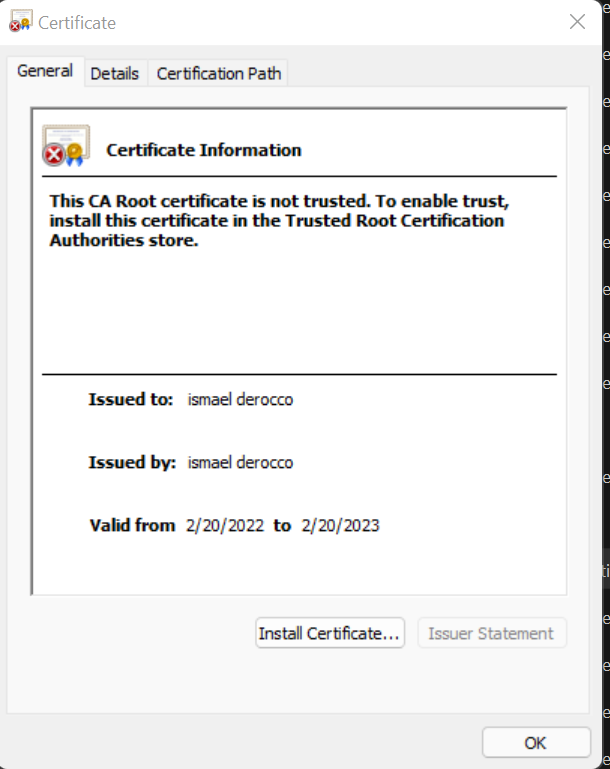 Certificate
General
Details
Certification Path
Certificate Information
This CA Root certificate is not trusted. To enable trust,
install this certificate in the Trusted Root Certification
Authorities store.
Issued to: ismael derocco
Issued by: ismael derocco
Valid from 2/20/2022 to 2/20/2023
Install Certificate...
Issuer Statement
OK